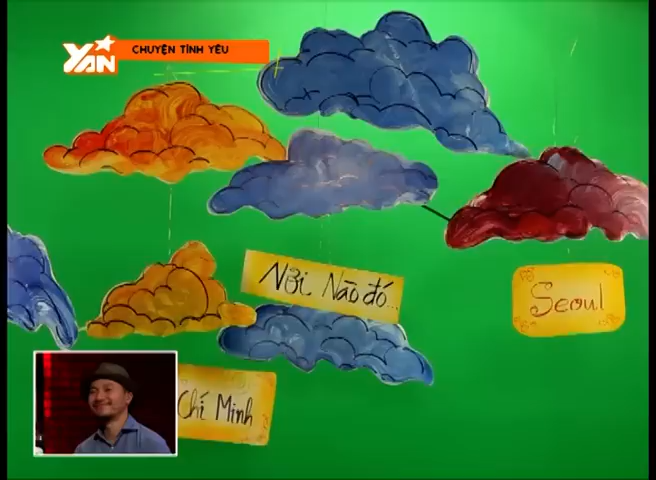 YAN
CHUYỆN TÌNH YÊU
Nơi Nào đó...
Seoul
Chí Minh